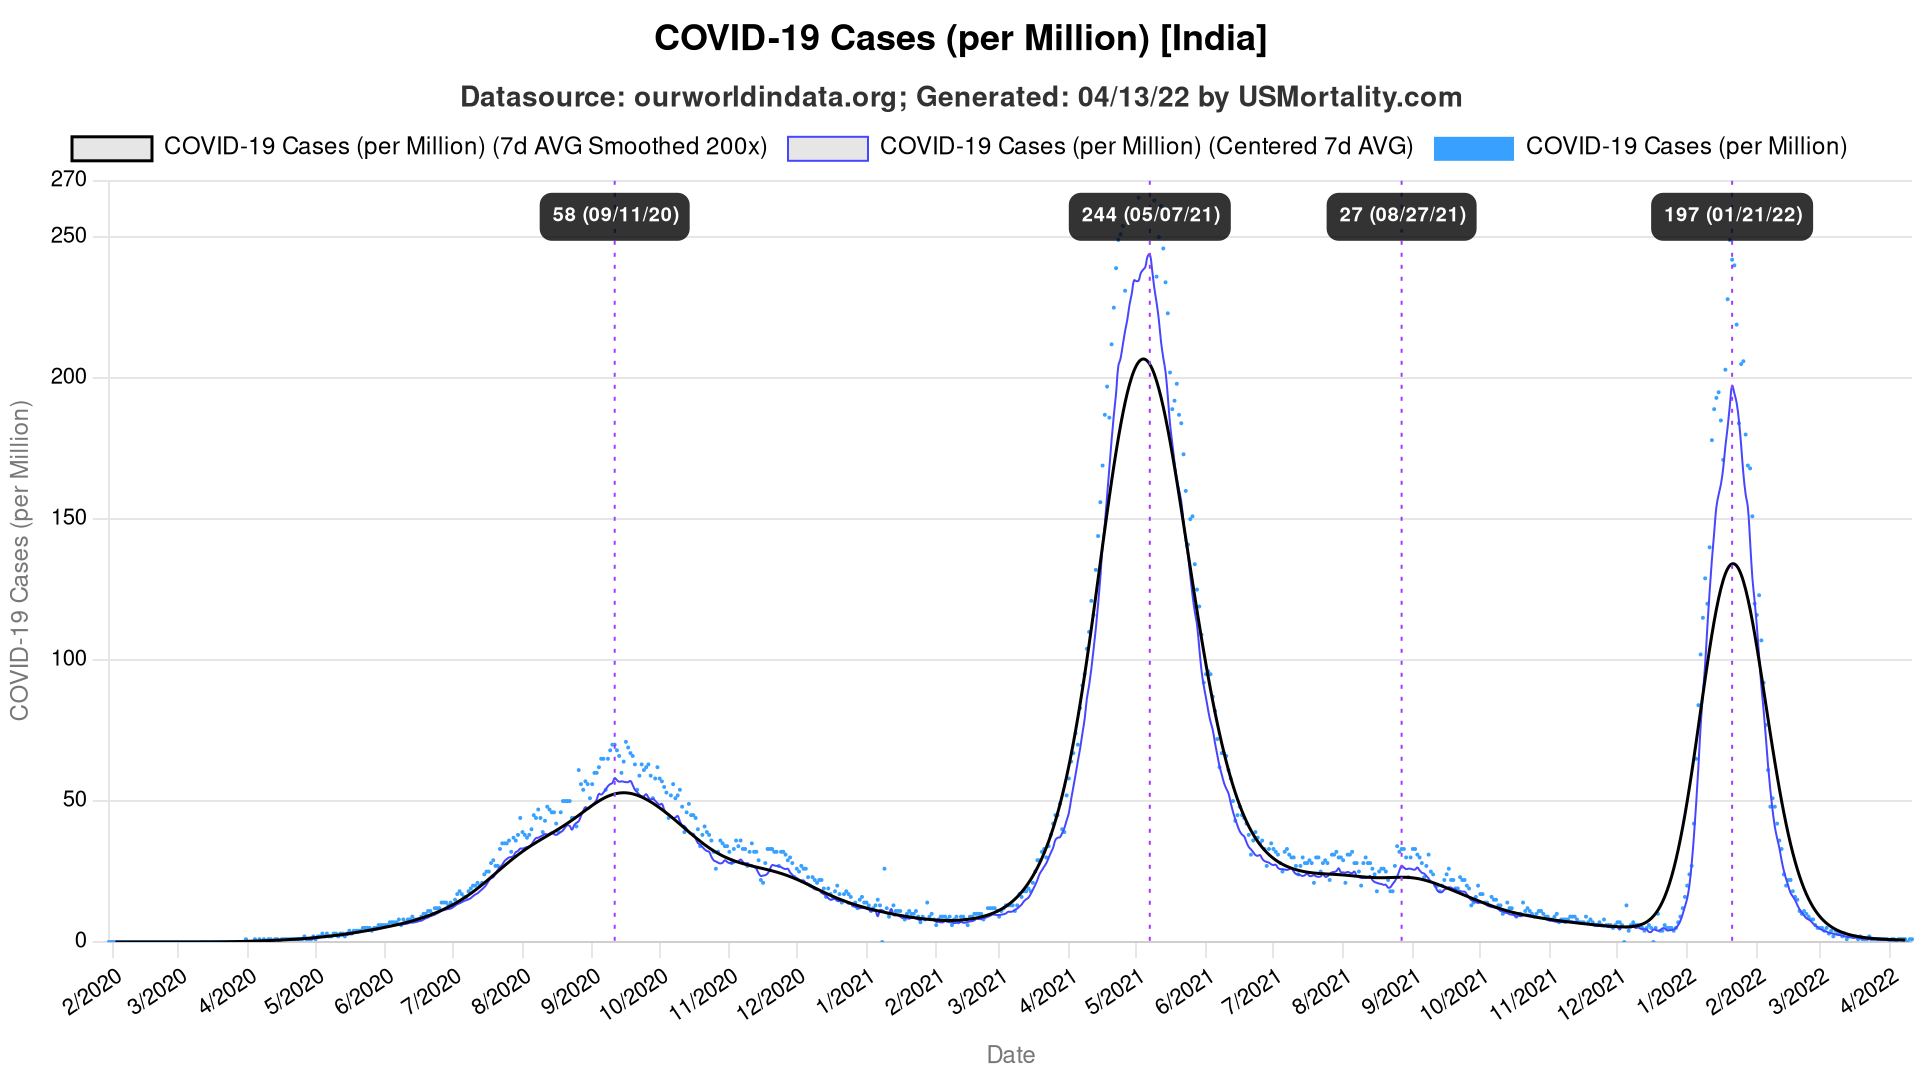 COVID-19 Cases (per Million) [India]
Datasource: ourworldindata.org; Generated: 04/13/22 by USMortality.com
COVID-19 Cases (per Million) (7d AVG Smoothed 200x) COVID-19 Cases (per Million) (Centered 7d AVG) COVID-19 Cases (per Million)
58 (09/11/20) 244 (05/07/21) 27 (08/27/21) 197 (01/21/22)
270
250
200
150
100
50
0
COVID-19 Cases (per Million)
2/2020 3/2020 4/2020 5/2020 6/2020 7/2020 8/2020 9/2020 10/2020 11/2020 12/2020 1/2021 2/2021 3/2021 4/2021 5/2021 6/2021 7/2021 8/2021 9/2021 10/2021 11/2021 12/2021 1/2022 2/2022 3/2022 4/2022
Date